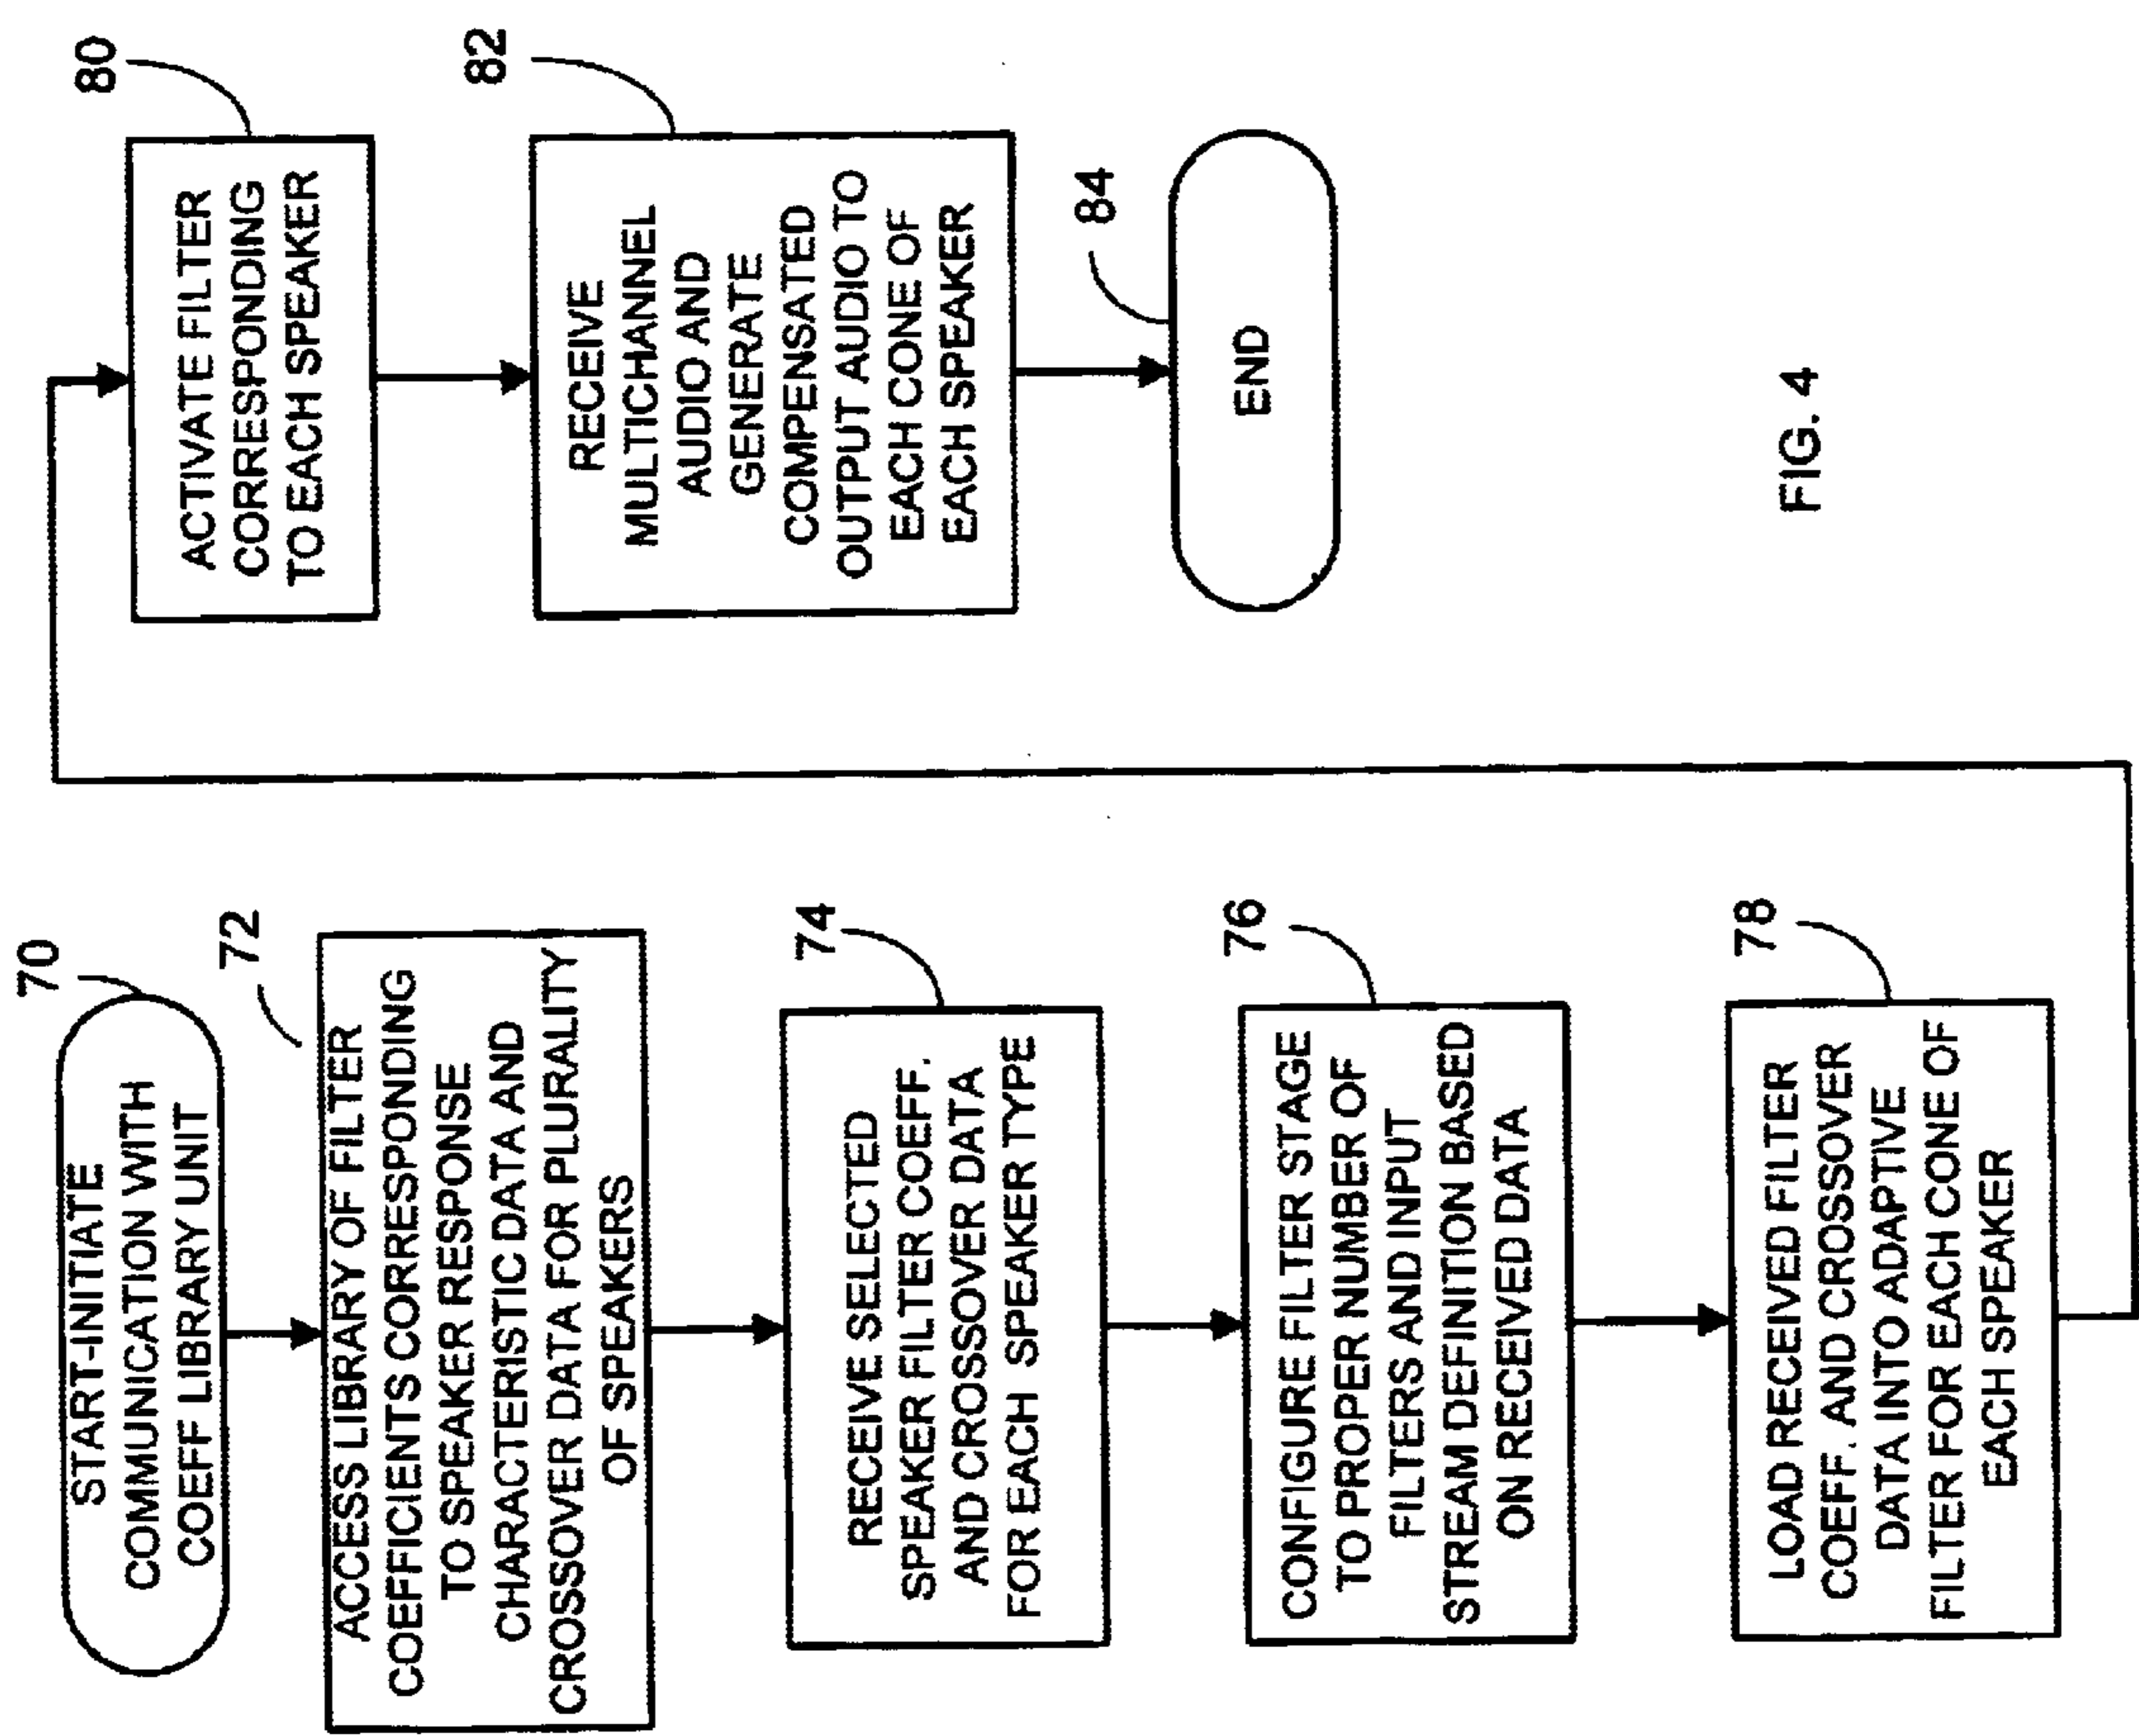 70
START-INITIATE
COMMUNICATION WITH
COEFF LIBRARY UNIT
72
ACCESS LIBRARY OF FILTER
COEFFICIENTS CORRESPONDING
TO SPEAKER RESPONSE
CHARACTERISTIC DATA AND
CROSSOVER DATA FOR PLURALITY
OF SPEAKERS
74
RECEIVE SELECTED
SPEAKER FILTER COEFF.
AND CROSSOVER DATA
FOR EACH SPEAKER TYPE
76
CONFIGURE FILTER STAGE
TO PROPER NUMBER OF
FILTERS AND INPUT
STREAM DEFINITION BASED
ON RECEIVED DATA
78
LOAD RECEIVED FILTER
COEFF. AND CROSSOVER
DATA INTO ADAPTIVE
FILTER FOR EACH CONE OF
EACH SPEAKER
80
ACTIVATE FILTER
CORRESPONDING
TO EACH SPEAKER
82
RECEIVE
MULTICHANNEL
AUDIO AND
GENERATE
COMPENSATED
OUTPUT AUDIO TO
EACH CONE OF
EACH SPEAKER
84
END
FIG. 4